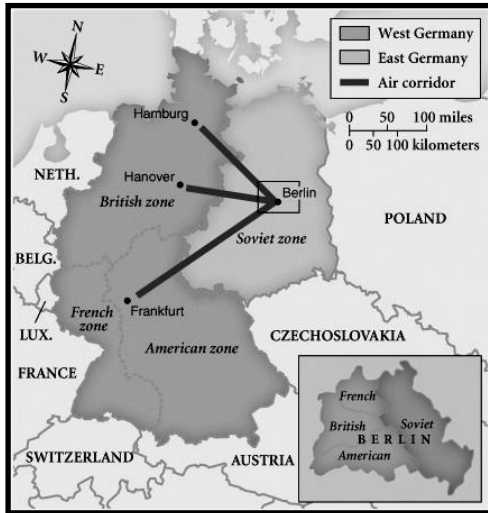 N
W
E
S
West Germany
East Germany
Air corridor
0 50 100 miles
0 50 100 kilometers
Hamburg
NETH.
Hanover
British zone
Berlin
Soviet zone
POLAND
BELG.
French
zone
Frankfurt
LUX.
American zone
CZECHOSLOVAKIA
FRANCE
SWITZERLAND
AUSTRIA
French
British
Soviet
BERLIN
American